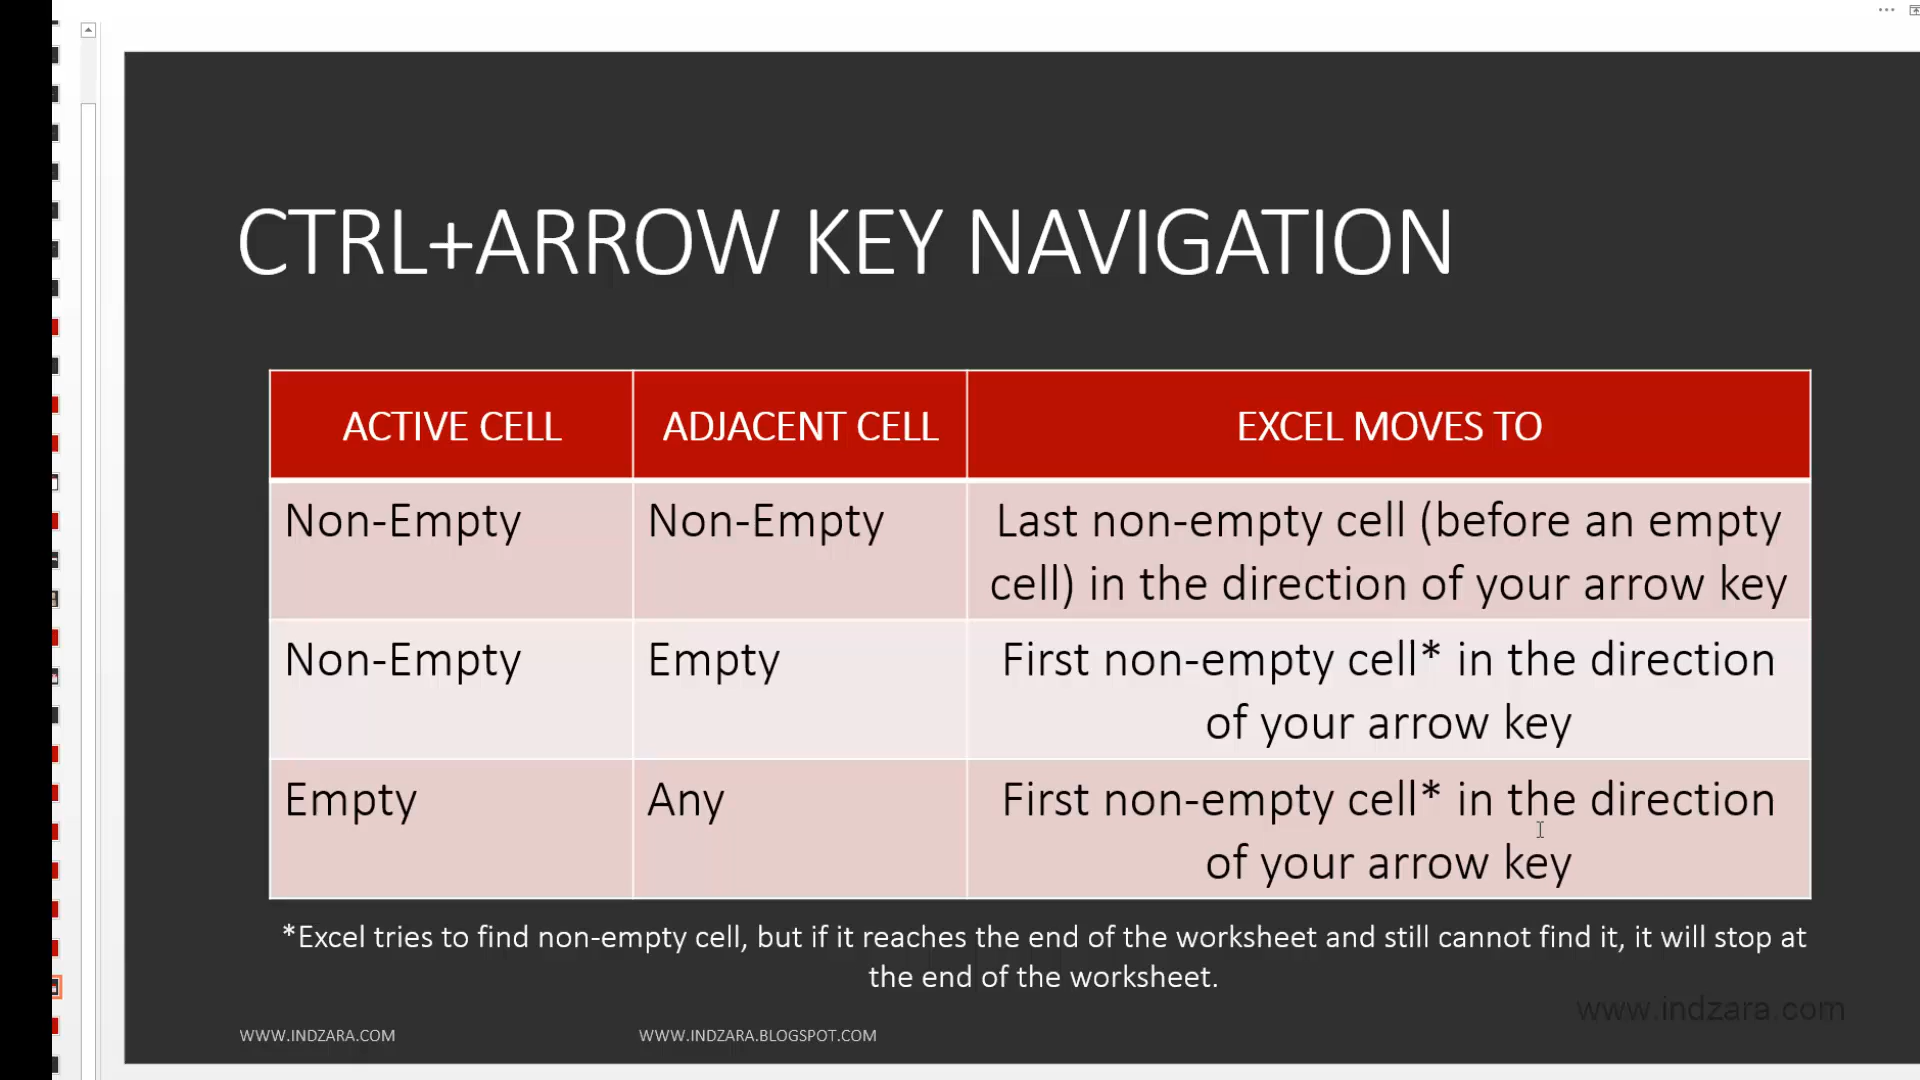 CTRL+ARROW KEY NAVIGATION
ACTIVE CELL
ADJACENT CELL
EXCEL MOVES TO
Non-Empty
Non-Empty
Last non-empty cell (before an empty
cell) in the direction of your arrow key
Non-Empty
Empty
First non-empty cell* in the direction
of your arrow key
Empty
Any
First non-empty cell* in the direction
of your arrow key
*Excel tries to find non-empty cell, but if it reaches the end of the worksheet and still cannot find it, it will stop at
the end of the worksheet.
www.indzara.com
WWW.INDZARA.COM
WWW.INDZARA.BLOGSPOT.COM